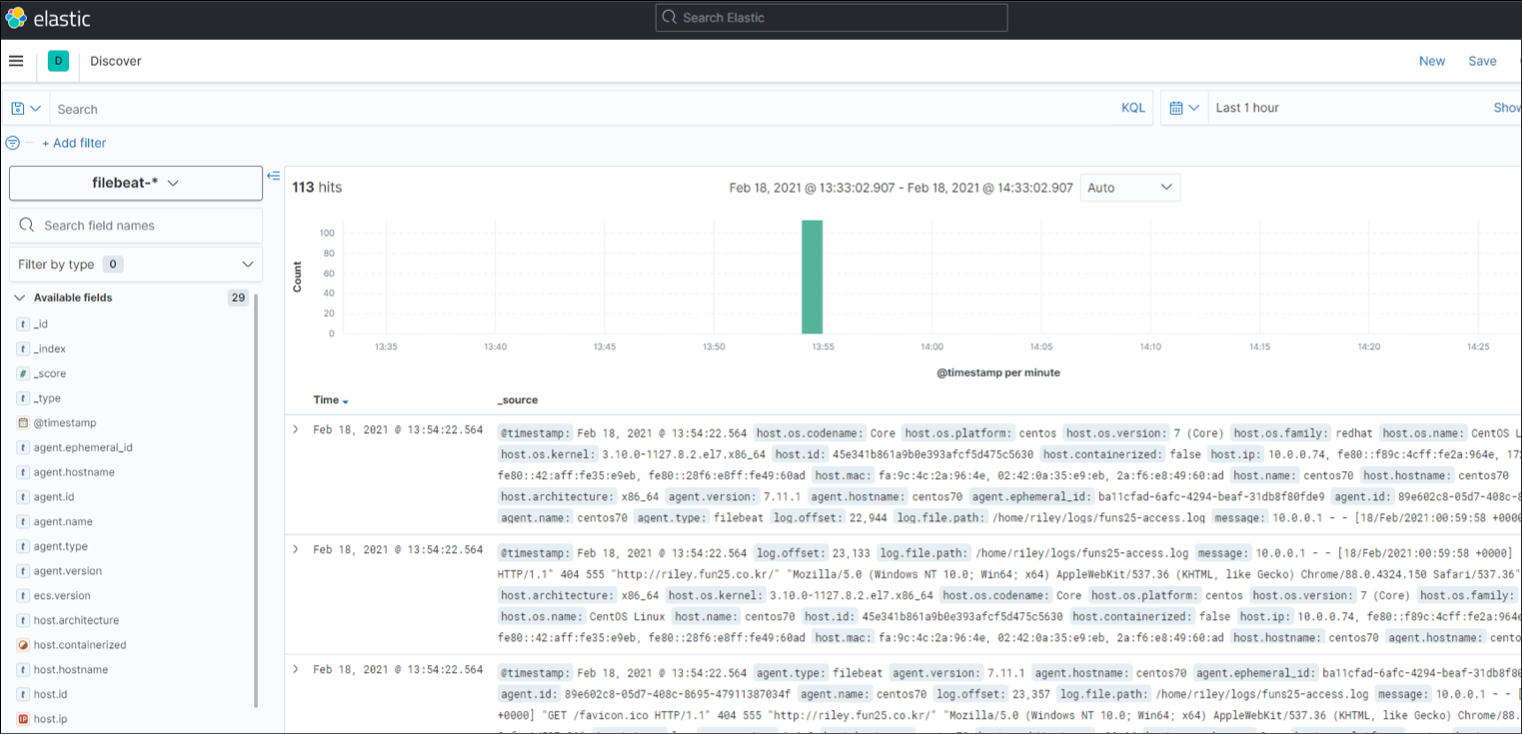 elastic
Search Elastic
D Discover New Save
Search KQL Last 1 hour Show
+ Add filter
filebeat-*
Search field names
Filter by type 0
Available fields 29
t _id
t _index
# _score
t _type
@timestamp
t agent.ephemeral_id
t agent.hostname
t agent.id
t agent.name
t agent.type
t agent.version
t ecs.version
t host.architecture
host.containerized
t host.hostname
t host.id
IP host.ip
113 hits
Feb 18, 2021 @ 13:33:02.907 - Feb 18, 2021 @ 14:33:02.907 Auto
Count
100
80
60
40
20
0
13:35 13:40 13:45 13:50 13:55 14:00 14:05 14:10 14:15 14:20 14:25
@timestamp per minute
Time _source
Feb 18, 2021 @ 13:54:22.564
@timestamp: Feb 18, 2021 @ 13:54:22.564 host.os.codename: Core host.os.platform: centos host.os.version: 7 (Core) host.os.family: redhat host.os.name: CentOS L
host.os.kernel: 3.10.0-1127.8.2.el7.x86_64 host.id: 45e341b861a9b0e393afcf5d475c5630 host.containerized: false host.ip: 10.0.0.74, fe80::f89c:4cff:fe2a:964e, 172
fe80::42:aff:fe35:e9eb, fe80::28f6:e8ff:fe49:60ad host.mac: fa:9c:4c:2a:96:4e, 02:42:0a:35:e9:eb, 2a:f6:e8:49:60:ad host.name: centos70 host.hostname: centos70
host.architecture: x86_64 agent.version: 7.11.1 agent.hostname: centos70 agent.ephemeral_id: ba11cfad-6afc-4294-beaf-31db8f80fde9 agent.id: 89e602c8-05d7-408c-8
agent.name: centos70 agent.type: filebeat log.offset: 22,944 log.file.path: /home/riley/logs/funs25-access.log message: 10.0.0.1 - - [18/Feb/2021:00:59:58 +0000
Feb 18, 2021 @ 13:54:22.564
@timestamp: Feb 18, 2021 @ 13:54:22.564 log.offset: 23,133 log.file.path: /home/riley/logs/funs25-access.log message: 10.0.0.1 - - [18/Feb/2021:00:59:58 +0000]
HTTP/1.1" 404 555 "http://riley.fun25.co.kr/" "Mozilla/5.0 (Windows NT 10.0; Win64; x64) AppleWebKit/537.36 (KHTML, like Gecko) Chrome/88.0.4324.150 Safari/537.36"
host.architecture: x86_64 host.os.kernel: 3.10.0-1127.8.2.el7.x86_64 host.os.codename: Core host.os.platform: centos host.os.version: 7 (Core) host.os.family:
host.os.name: CentOS Linux host.name: centos70 host.id: 45e341b861a9b0e393afcf5d475c5630 host.containerized: false host.ip: 10.0.0.74, fe80::f89c:4cff:fe2a:964e
fe80::42:aff:fe35:e9eb, fe80::28f6:e8ff:fe49:60ad host.mac: fa:9c:4c:2a:96:4e, 02:42:0a:35:e9:eb, 2a:f6:e8:49:60:ad host.hostname: centos70 agent.hostname: cento
Feb 18, 2021 @ 13:54:22.564
@timestamp: Feb 18, 2021 @ 13:54:22.564 agent.type: filebeat agent.version: 7.11.1 agent.hostname: centos70 agent.ephemeral_id: ba11cfad-6afc-4294-beaf-31db8f80
agent.id: 89e602c8-05d7-408c-8695-47911387034f agent.name: centos70 log.offset: 23,357 log.file.path: /home/riley/logs/funs25-access.log message: 10.0.0.1 - - [
+0000] "GET /favicon.ico HTTP/1.1" 404 555 "http://riley.fun25.co.kr/" "Mozilla/5.0 (Windows NT 10.0; Win64; x64) AppleWebKit/537.36 (KHTML, like Gecko) Chrome/88.